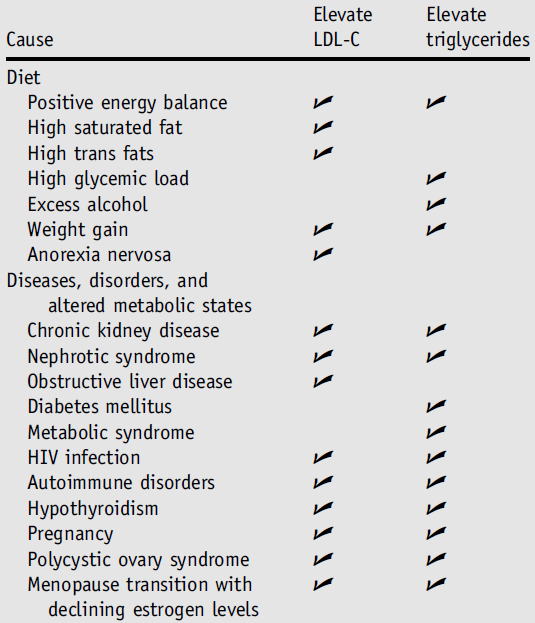 Cause Elevate LDL-C Elevate triglycerides
Diet
Positive energy balance ✓ ✓
High saturated fat ✓
High trans fats ✓
High glycemic load ✓
Excess alcohol ✓
Weight gain ✓ ✓
Anorexia nervosa ✓
Diseases, disorders, and
altered metabolic states
Chronic kidney disease ✓ ✓
Nephrotic syndrome ✓ ✓
Obstructive liver disease ✓
Diabetes mellitus ✓
Metabolic syndrome ✓
HIV infection ✓ ✓
Autoimmune disorders ✓ ✓
Hypothyroidism ✓ ✓
Pregnancy ✓ ✓
Polycystic ovary syndrome ✓ ✓
Menopause transition with ✓ ✓
declining estrogen levels